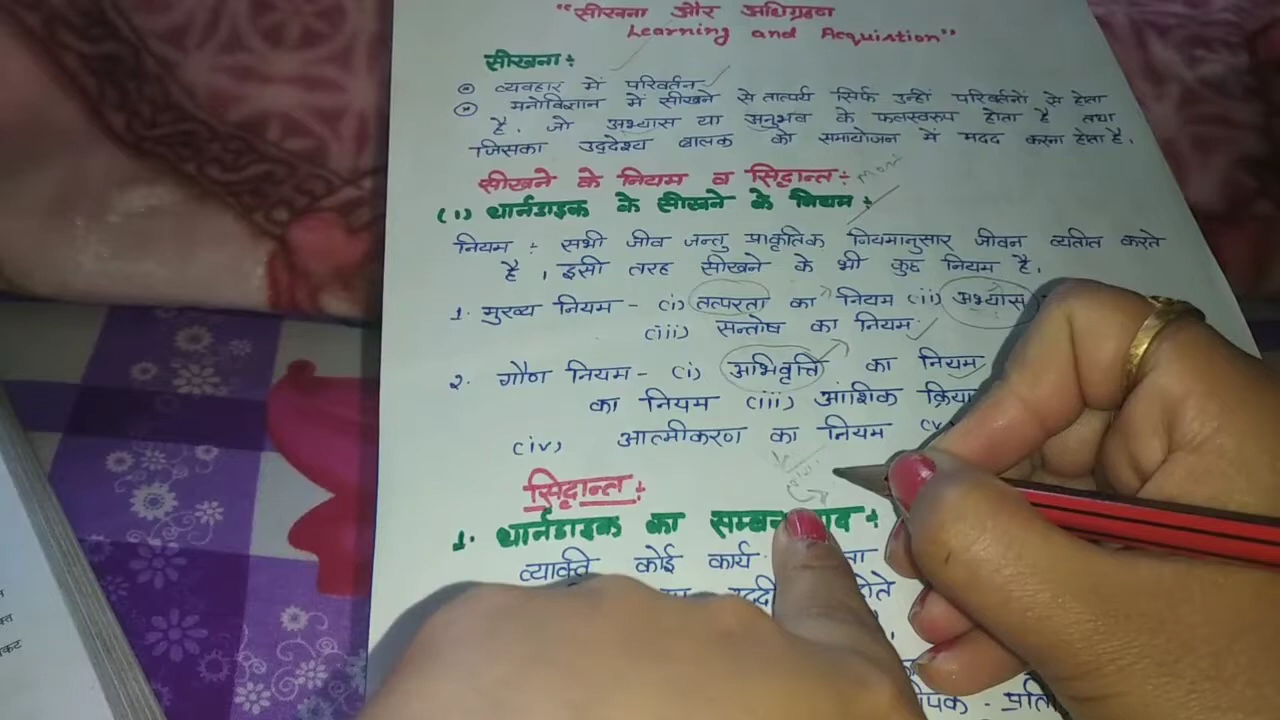 "सीखना और अधिग्रहण
Learning and Acquistion"
सीखना :
व्यवहार में परिवर्तन
मनोविज्ञान में सीखने से तात्पर्य सिर्फ उन्हीं परिवर्तनों से होता
है, जो अभ्यास या अनुभव के फलस्वरूप होता है तथा
जिसका उद्देश्य बालक को समायोजन में मदद करना होता है.
सीखने के नियम व सिद्धान्त :
(1) थार्नडाइक के सीखने के नियम :
नियम : सभी जीव जन्तु प्राकृतिक नियमानुसार जीवन व्यतीत करते
है, इसी तरह सीखने के भी कुछ नियम है.
1. मुख्य नियम - (i) तत्परता का नियम (ii) अभ्यास
(iii) सन्तोष का नियम
2. गौण नियम - (i) अभिवृत्ति का नियम
का नियम (iii) आंशिक क्रिया
(iv) आत्मीकरण का नियम
सिद्धान्त :
1. थार्नडाइक का
व्यक्ति कोई कार्य